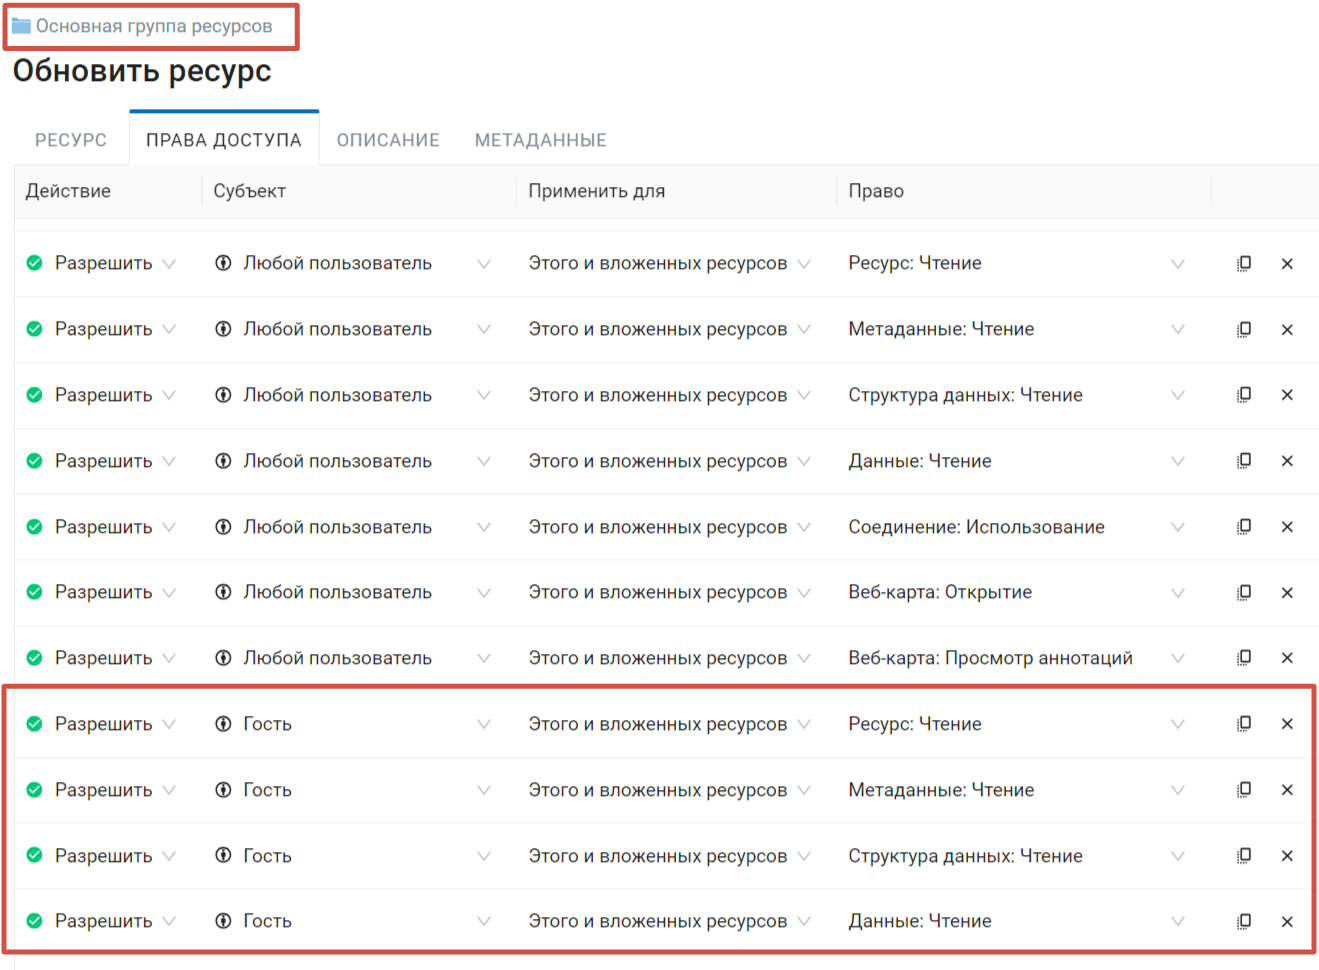 Основная группа ресурсов
Обновить ресурс
РЕСУРС ПРАВА ДОСТУПА ОПИСАНИЕ МЕТАДАННЫЕ
Действие Субъект Применить для Право
Разрешить Любой пользователь Этого и вложенных ресурсов Ресурс: Чтение
Разрешить Любой пользователь Этого и вложенных ресурсов Метаданные: Чтение
Разрешить Любой пользователь Этого и вложенных ресурсов Структура данных: Чтение
Разрешить Любой пользователь Этого и вложенных ресурсов Данные: Чтение
Разрешить Любой пользователь Этого и вложенных ресурсов Соединение: Использование
Разрешить Любой пользователь Этого и вложенных ресурсов Веб-карта: Открытие
Разрешить Любой пользователь Этого и вложенных ресурсов Веб-карта: Просмотр аннотаций
Разрешить Гость Этого и вложенных ресурсов Ресурс: Чтение
Разрешить Гость Этого и вложенных ресурсов Метаданные: Чтение
Разрешить Гость Этого и вложенных ресурсов Структура данных: Чтение
Разрешить Гость Этого и вложенных ресурсов Данные: Чтение